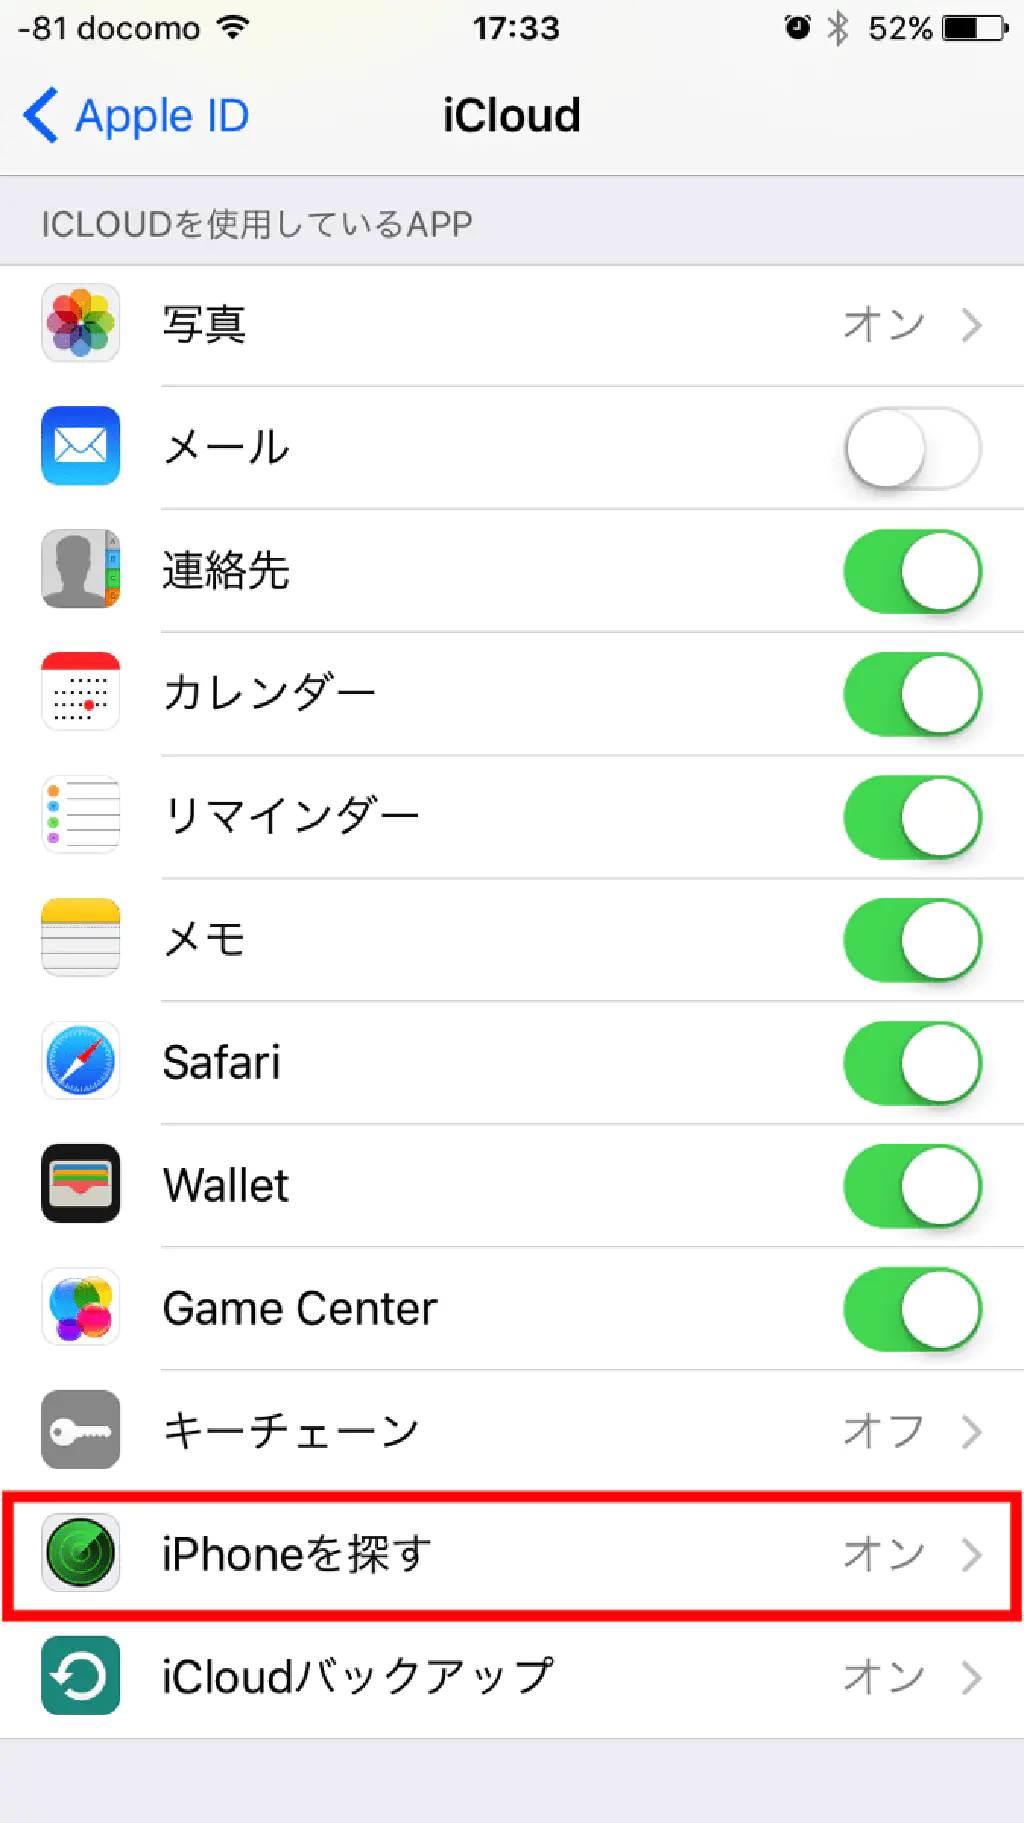 -81 docomo 17:33 52%
Apple ID iCloud
ICLOUDを使用しているAPP
写真 オン
メール
連絡先
カレンダー
リマインダー
メモ
Safari
Wallet
Game Center
キーチェーン オフ
iPhoneを探す オン
iCloudバックアップ オン